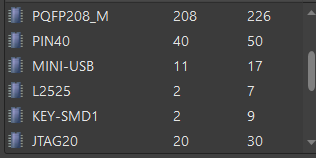 PQFP208_M 208 226
PIN40 40 50
MINI-USB 11 17
L2525 2 7
KEY-SMD1 2 9
JTAG20 20 30